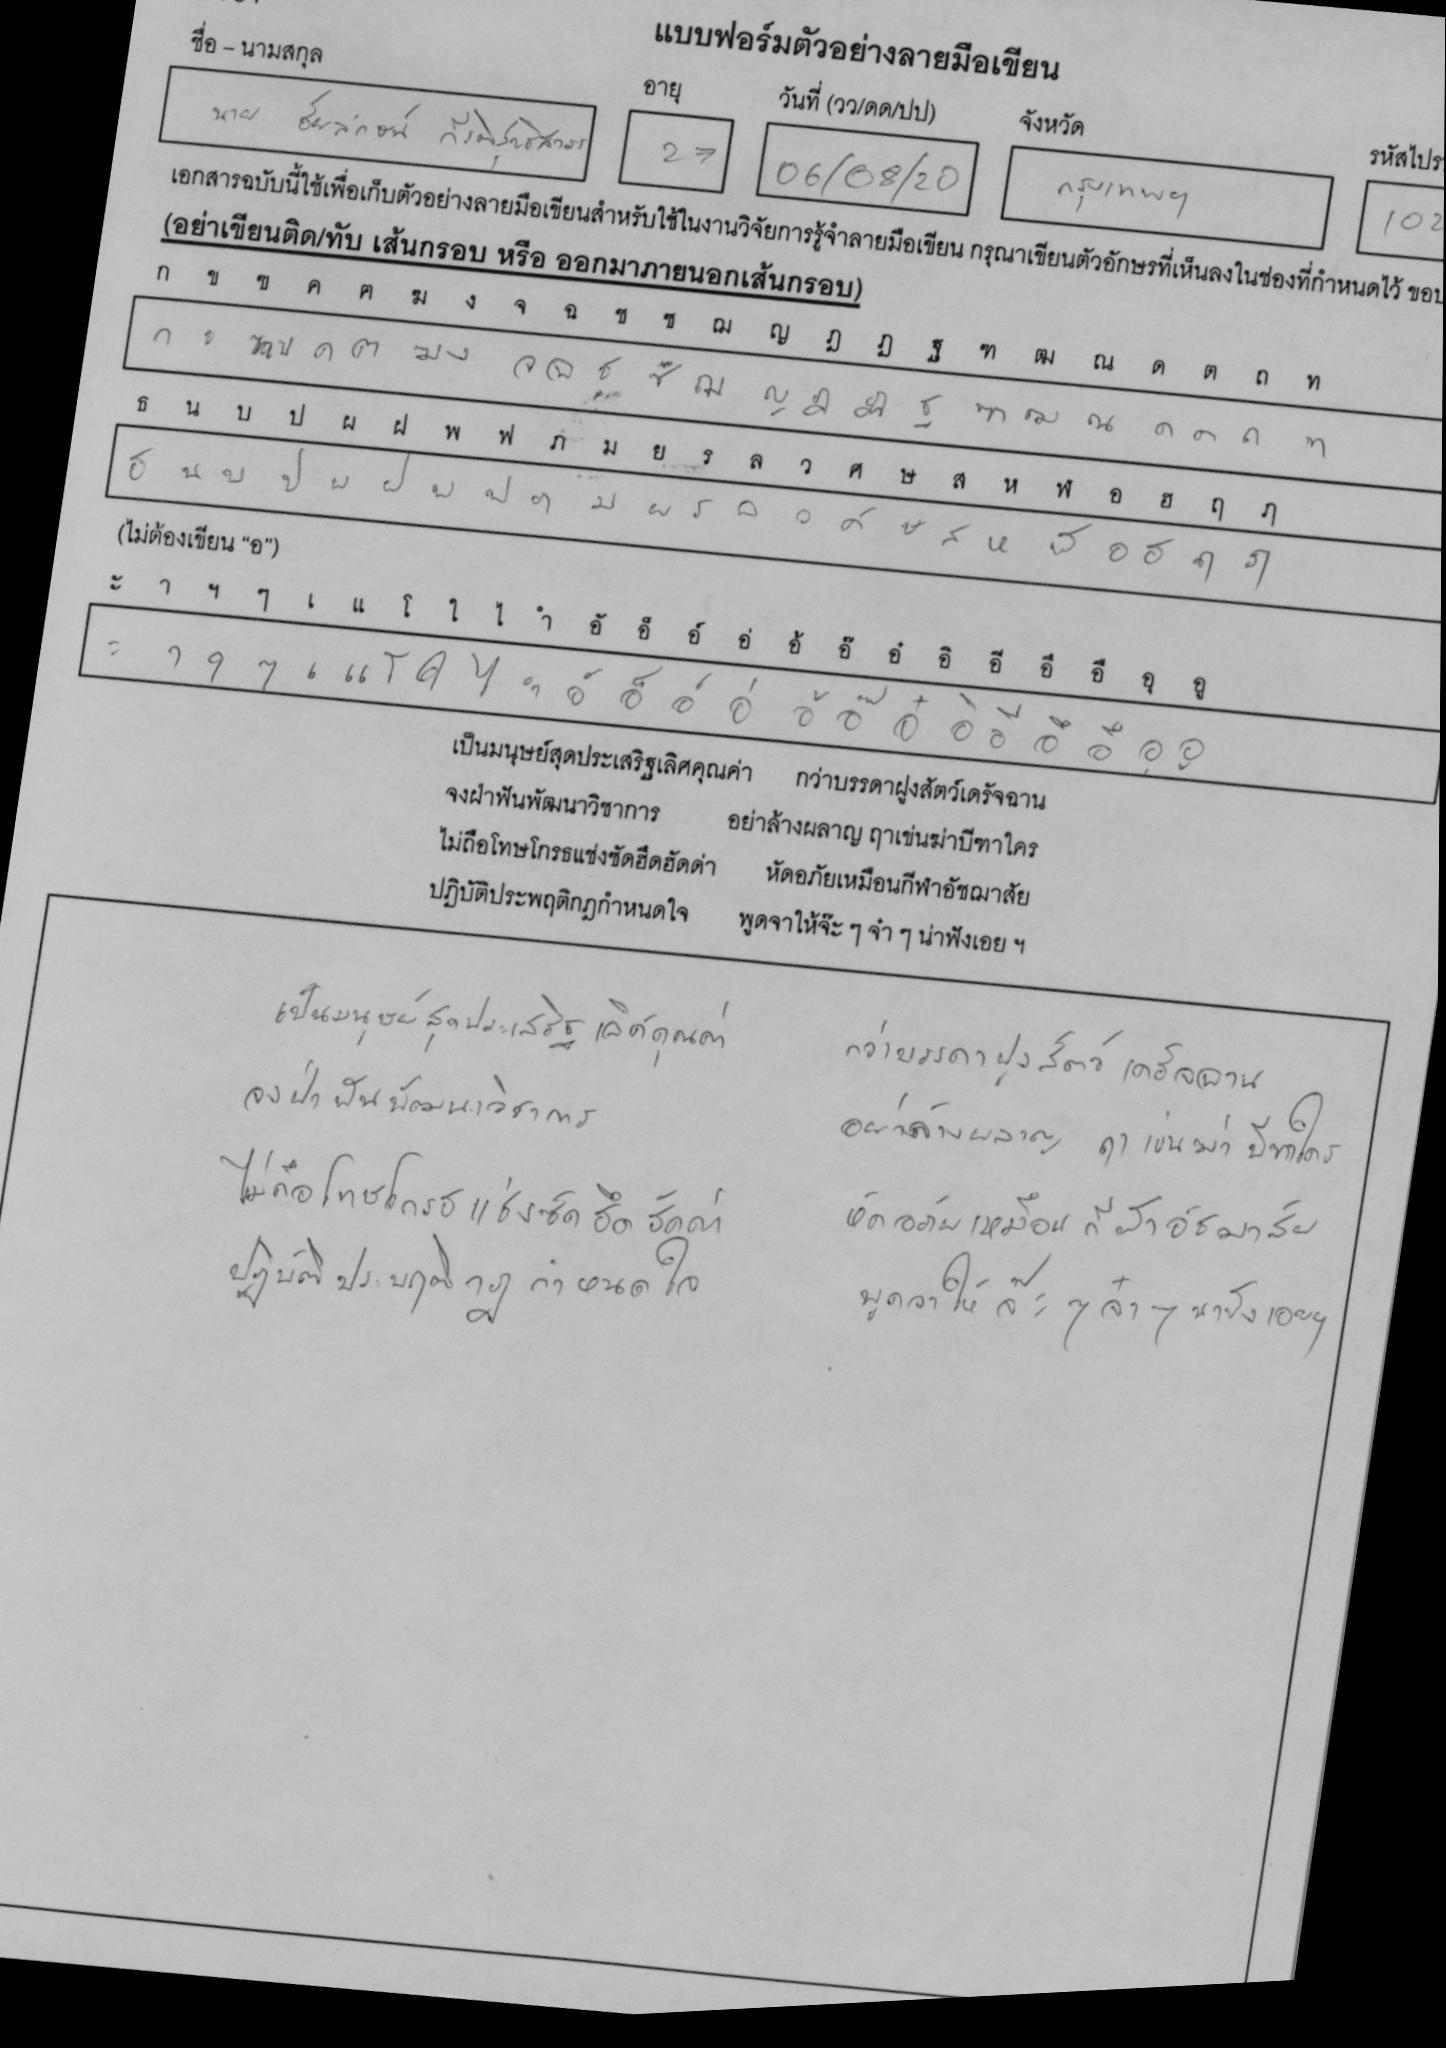 แบบฟอร์มตัวอย่างลายมือเขียน
ชื่อ – นามสกุล อายุ วันที่ (วว/ดด/ปป) จังหวัด
นาย ชัยลักษณ์ 27 06/08/20 กรุงเทพฯ 102
เอกสารฉบับนี้ใช้เพื่อเก็บตัวอย่างลายมือเขียนสำหรับใช้ในงานวิจัยการรู้จำลายมือเขียน กรุณาเขียนตัวอักษรที่เห็นลงในช่องที่กำหนดไว้
(อย่าเขียนติด/ทับ เส้นกรอบ หรือ ออกมาภายนอกเส้นกรอบ)
ก ข ฃ ค ฅ ฆ ง จ ฉ ช ซ ฌ ญ ฎ ฏ ฐ ฑ ฒ ณ ด ต ถ ท
ก ข ฃ ค ฅ ฆ ง จ ฉ ช ซ ฌ ญ ฎ ฏ ฐ ฑ ฒ ณ ด ต ถ ท
ธ น บ ป ผ ฝ พ ฟ ภ ม ย ร ล ว ศ ษ ส ห ฬ อ ฮ ฤ ฦ
ธ น บ ป ผ ฝ พ ฟ ภ ม ย ร ล ว ศ ษ ส ห ฬ อ ฮ ฤ ฦ
(ไม่ต้องเขียน “อ”)
ะ า ฯ ๆ เ แ โ ใ ไ ำ อั อ็ อ์ อ่ อ้ อ๊ อ๋ อิ อี อึ อื อุ อู
ะ า ฯ ๆ เ แ โ ใ ไ ำ อั อ็ อ์ อ่ อ้ อ๊ อ๋ อิ อี อึ อื อุ อู
เป็นมนุษย์สุดประเสริฐเลิศคุณค่า กว่าบรรดาฝูงสัตว์เดรัจฉาน
จงฝ่าฟันพัฒนาวิชาการ อย่าล้างผลาญ ฤาเข่นฆ่าบีฑาใคร
ไม่ถือโทษโกรธแช่งซัดฮึดฮัดด่า หัดอภัยเหมือนกีฬาอัชฌาสัย
ปฏิบัติประพฤติกฎกำหนดใจ พูดจาให้จ๊ะ ๆ จ๋า ๆ น่าฟังเอย ฯ
เป็นมนุษย์สุดประเสริฐเลิศคุณค่า กว่าบรรดาฝูงสัตว์เดรัจฉาน
จงฝ่าฟันพัฒนาวิชาการ อย่าล้างผลาญ ฤาเข่นฆ่าบีฑาใคร
ไม่ถือโทษโกรธแช่งซัดฮึดฮัดด่า หัดอภัยเหมือนกีฬาอัชฌาสัย
ปฏิบัติประพฤติกฎกำหนดใจ พูดจาให้จ๊ะ ๆ จ๋า ๆ น่าฟังเอยฯ